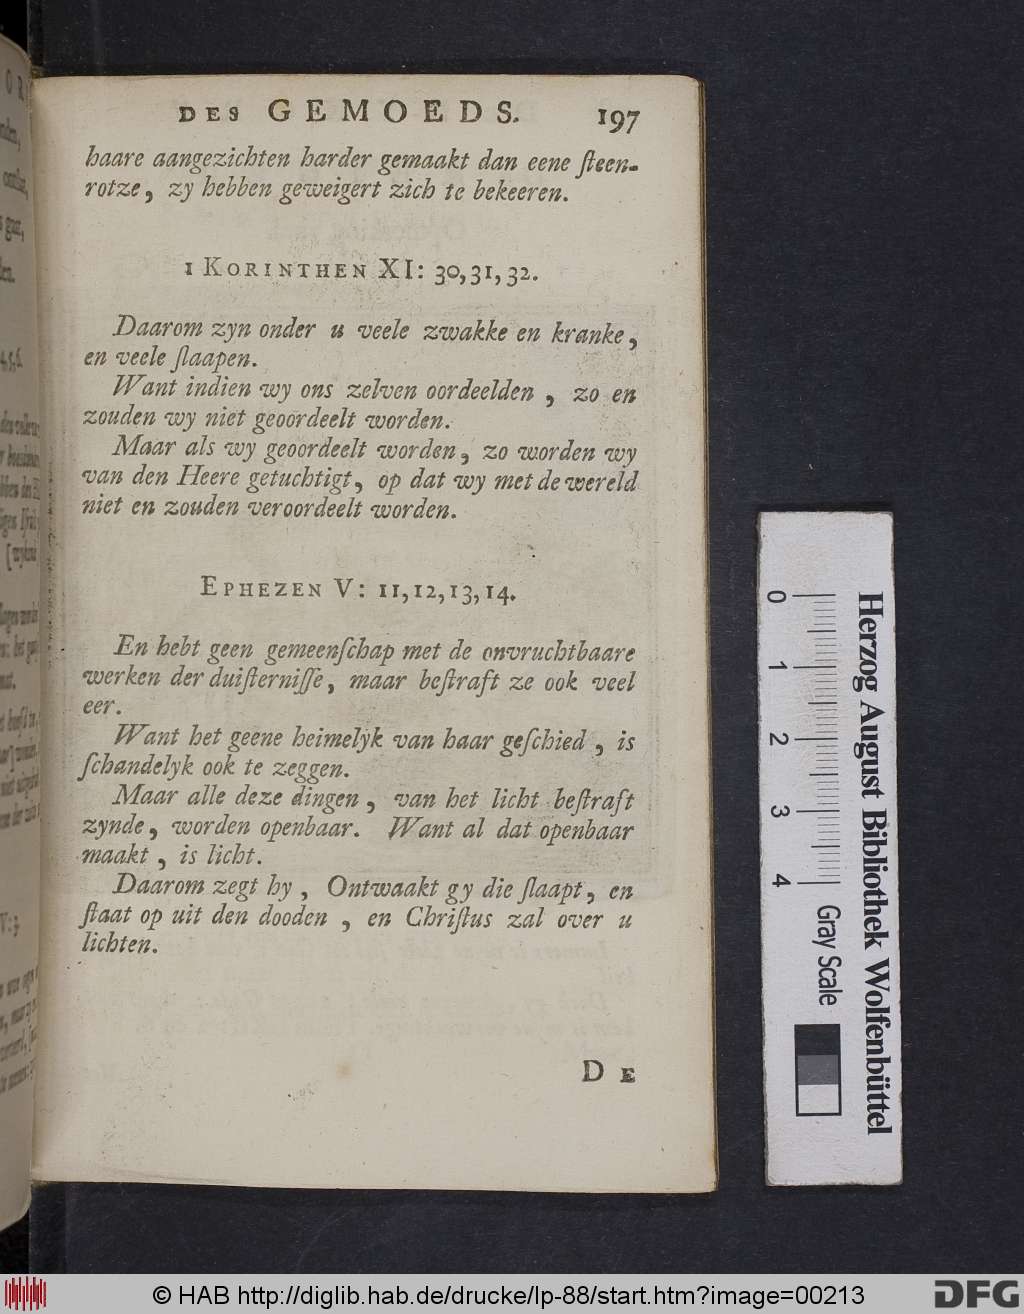 DES GEMOEDS. 197
haare aangezichten harder gemaakt dan eene ſteen-
rotze, zy hebben geweigert zich te bekeeren.
1 KORINTHEN XI: 30, 31, 32.
Daarom zyn onder u veele zwakke en kranke,
en veele ſlaapen.
Want indien wy ons zelven oordeelden, zo en
zouden wy niet geoordeelt worden.
Maar als wy geoordeelt worden, zo worden wy
van den Heere getuchtigt, op dat wy met de wereld
niet en zouden veroordeelt worden.
EPHEZEN V: 11, 12, 13, 14.
En hebt geen gemeenſchap met de onvruchtbaare
werken der duiſterniſſe, maar beſtraft ze ook veel
eer.
Want het geene heimelyk van haar geſchied, is
ſchandelyk ook te zeggen.
Maar alle deze dingen, van het licht beſtraft
zynde, worden openbaar. Want al dat openbaar
maakt, is licht.
Daarom zegt hy, Ontwaakt gy die ſlaapt, en
ſtaat op uit den dooden, en Chriſtus zal over u
lichten.
DE
Herzog August Bibliothek Wolfenbüttel
0 1 2 3 4 Gray Scale
© HAB http://diglib.hab.de/drucke/lp-88/start.htm?image=00213
DFG